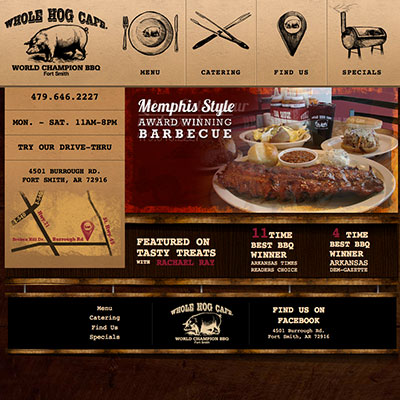 WHOLE HOG CAFE.
WORLD CHAMPION BBQ
Fort Smith
MENU
CATERING
FIND US
SPECIALS
479.646.2227
MON. - SAT. 11AM-8PM
TRY OUR DRIVE-THRU
4501 BURROUGH RD.
FORT SMITH, AR 72916
Burrough Rd
Memphis Style
AWARD WINNING
BARBECUE
FEATURED ON
TASTY TREATS
WITH RACHAEL RAY
11 TIME
BEST BBQ
WINNER
ARKANSAS TIMES
READERS CHOICE
4 TIME
BEST BBQ
WINNER
ARKANSAS
DEM-GAZETTE
Menu
Catering
Find Us
Specials
WHOLE HOG CAFE.
WORLD CHAMPION BBQ
Fort Smith
FIND US ON
FACEBOOK
4501 Burrough Rd.
Fort Smith, AR 72916